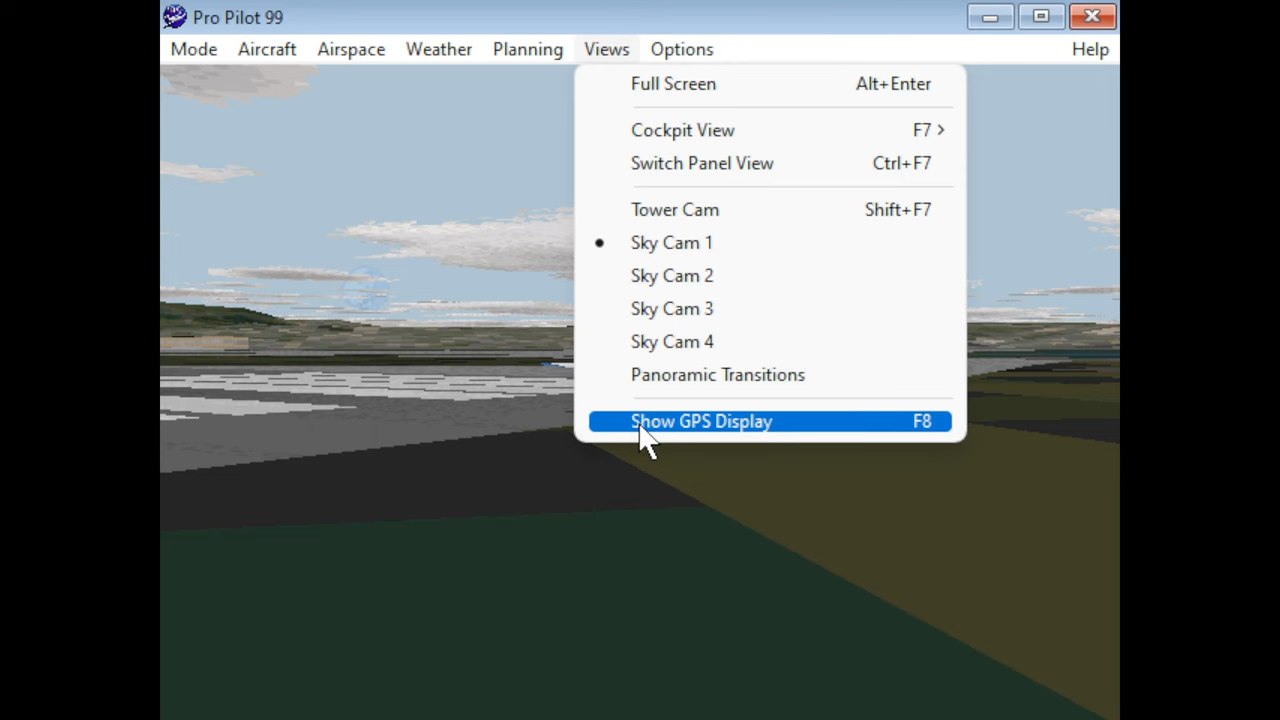 Pro Pilot 99
Mode Aircraft Airspace Weather Planning Views Options Help
Full Screen Alt+Enter
Cockpit View F7
Switch Panel View Ctrl+F7
Tower Cam Shift+F7
Sky Cam 1
Sky Cam 2
Sky Cam 3
Sky Cam 4
Panoramic Transitions
Show GPS Display F8